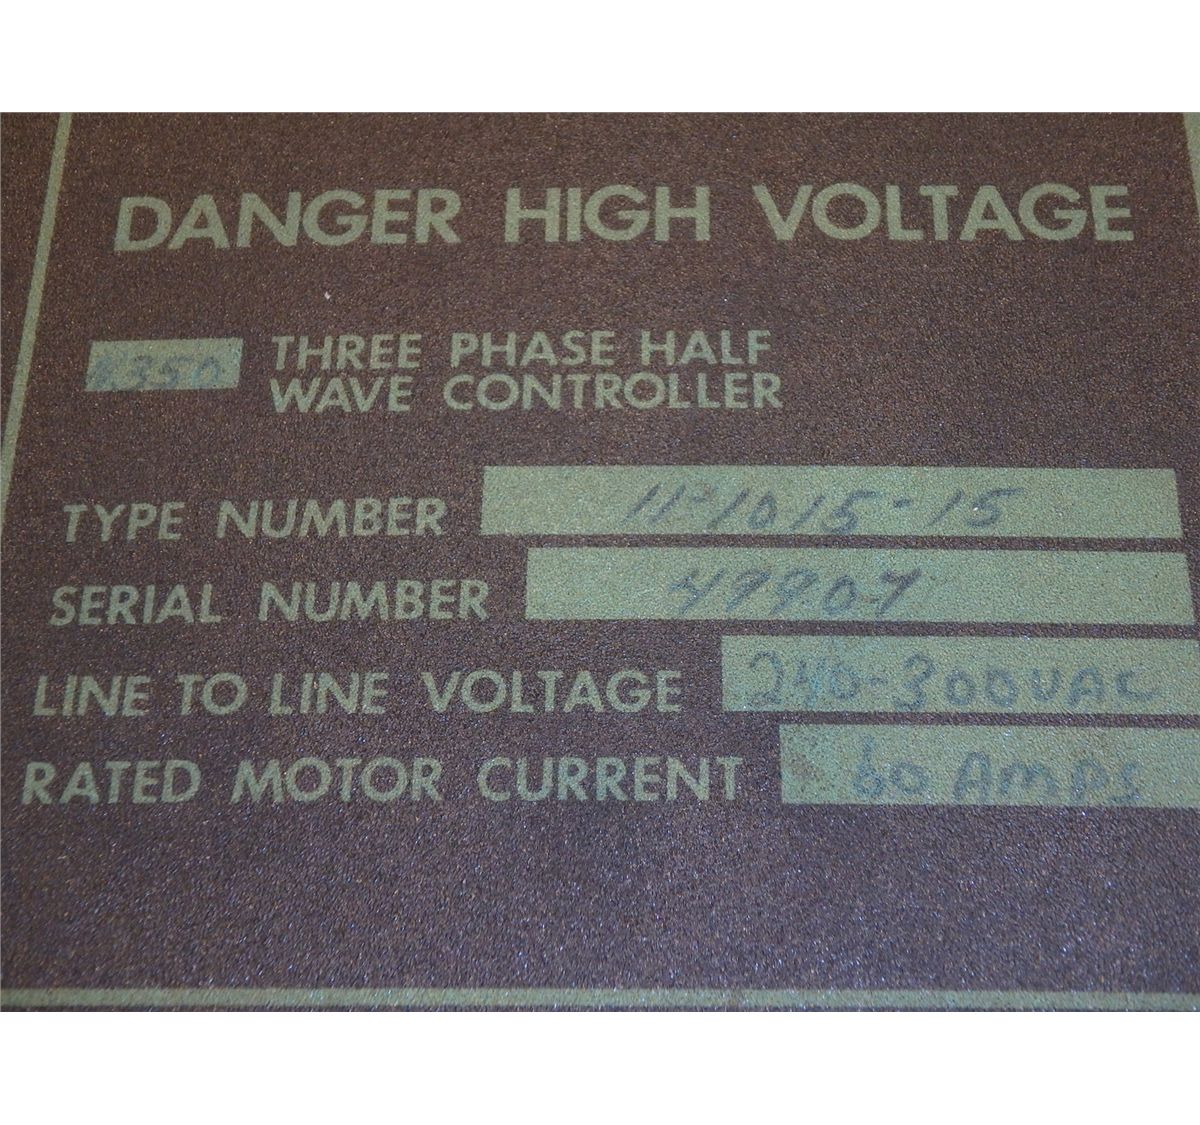 DANGER HIGH VOLTAGE
THREE PHASE HALF
WAVE CONTROLLER
TYPE NUMBER 11-1015-15
SERIAL NUMBER 49907
LINE TO LINE VOLTAGE 240-300VAC
RATED MOTOR CURRENT 60 AMPS